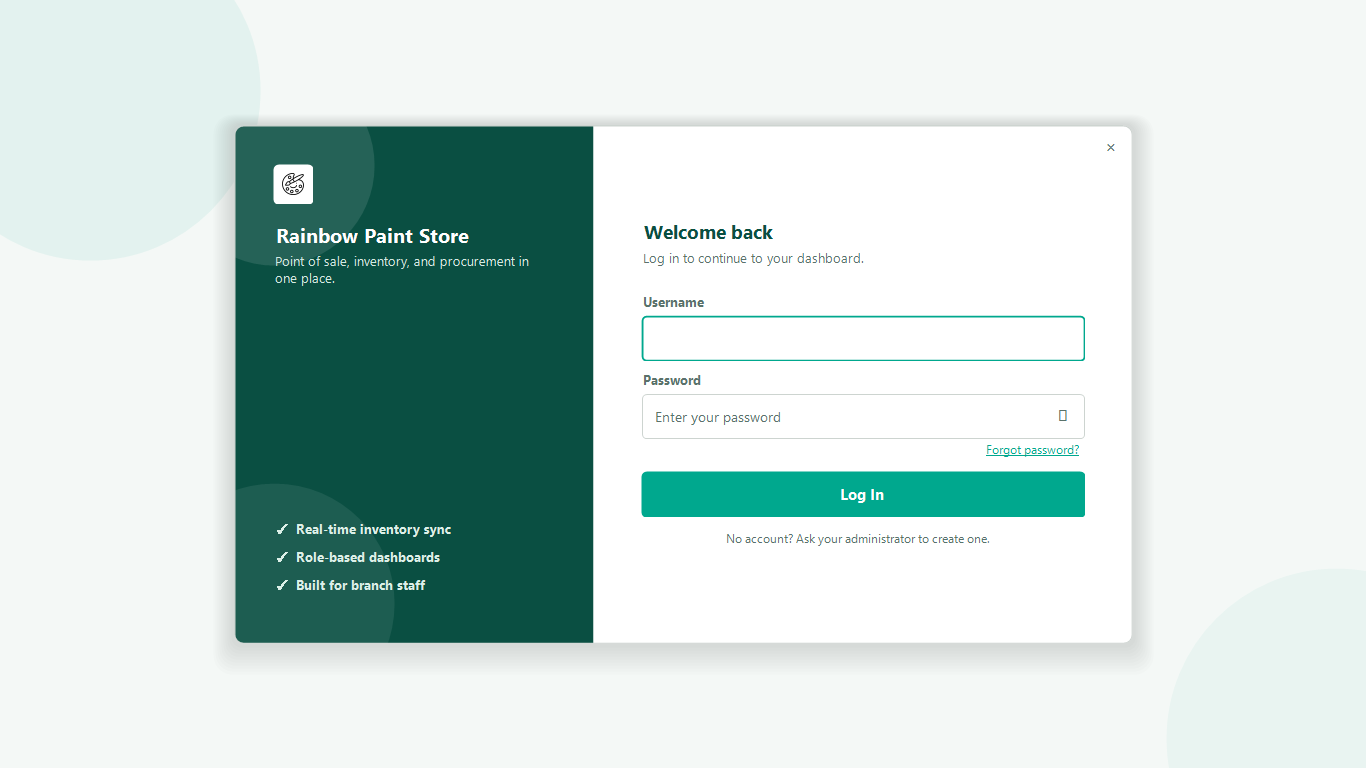 Rainbow Paint Store
Point of sale, inventory, and procurement in
one place.
✓ Real-time inventory sync
✓ Role-based dashboards
✓ Built for branch staff
×
Welcome back
Log in to continue to your dashboard.
Username
Password
Enter your password
Forgot password?
Log In
No account? Ask your administrator to create one.